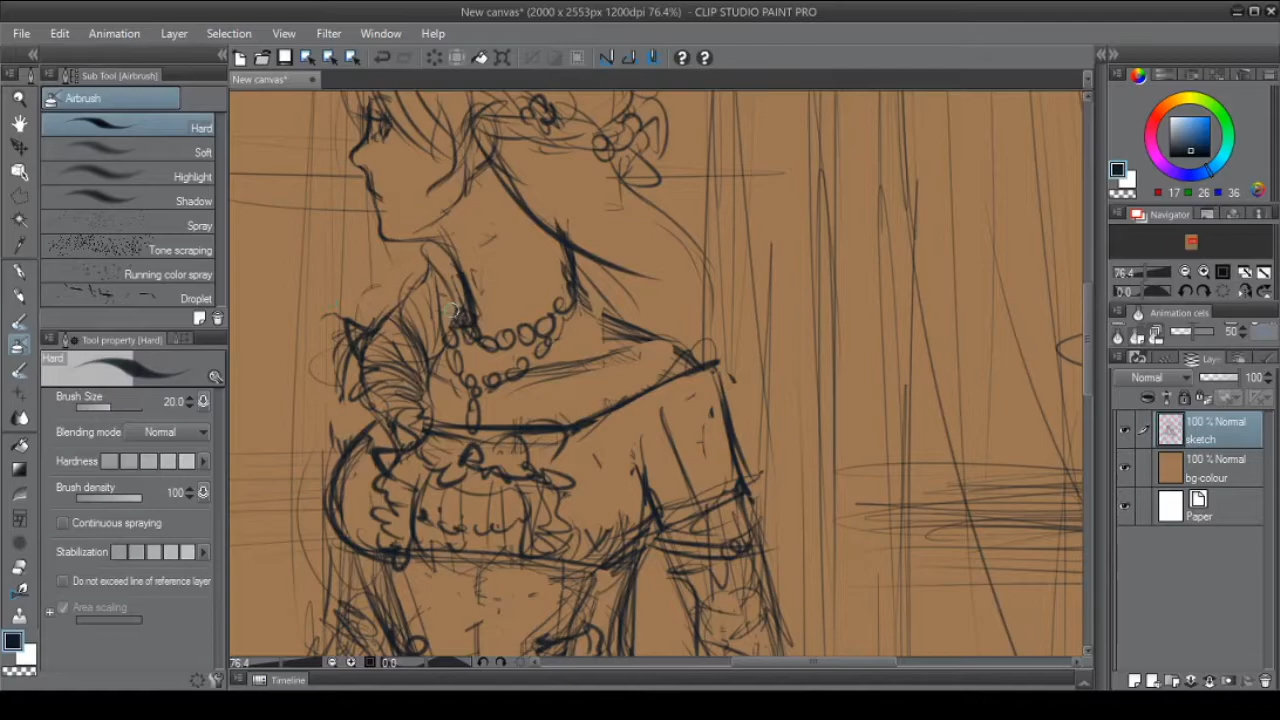 New canvas* (2000 x 2553px 1200dpi 76.4%) - CLIP STUDIO PAINT PRO
File Edit Animation Layer Selection View Filter Window Help
Sub Tool [Airbrush]
New canvas*
Airbrush
Hard
Soft
Highlight
Shadow
Spray
Tone scraping
Running color spray
Droplet
Tool property [Hard]
Hard
Brush Size 20.0
Blending mode Normal
Hardness
Brush density 100
Continuous spraying
Stabilization
Do not exceed line of reference layer
Area scaling
76.4 0.0
Timeline
17 26 36
Navigator
76.4
0.0
Animation cels
50
Normal 100
100 % Normal
sketch
100 % Normal
bg-colour
100 % Normal
Paper